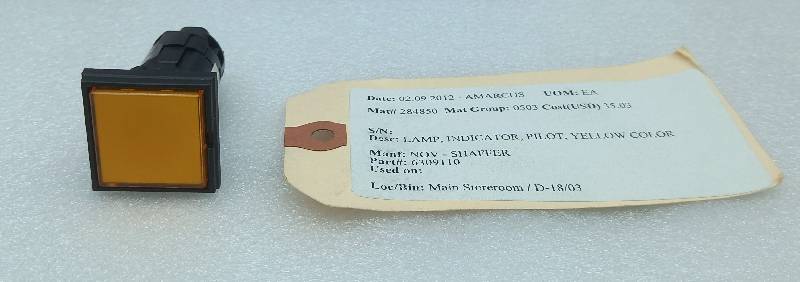 Date: 02.09.2012 - AMARCUS UOM: EA
Mat# 284850 Mat Group: 0503 Cost(USD) 35.03
S/N:
Desc: LAMP, INDICATOR, PILOT, YELLOW COLOR
Manf: NOV - SHAFFER
Part#: 6309110
Used on:
Loc/Bin: Main Storeroom / D-18/03